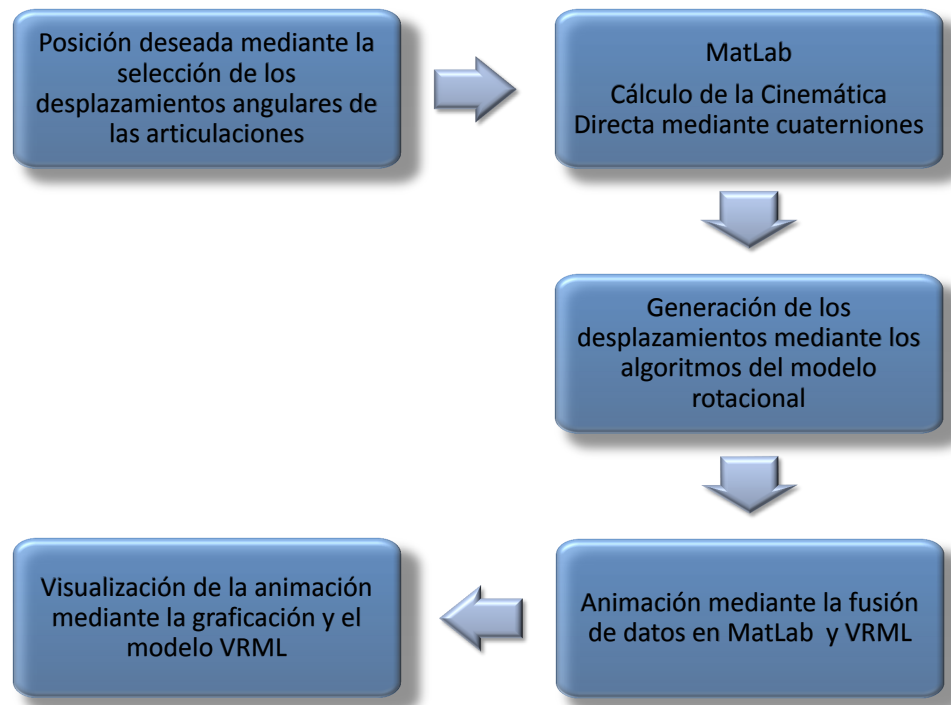 Posición deseada mediante la
selección de los
desplazamientos angulares de
las articulaciones
MatLab
Cálculo de la Cinemática
Directa mediante cuaterniones
Generación de los
desplazamientos mediante los
algoritmos del modelo
rotacional
Animación mediante la fusión
de datos en MatLab y VRML
Visualización de la animación
mediante la graficación y el
modelo VRML